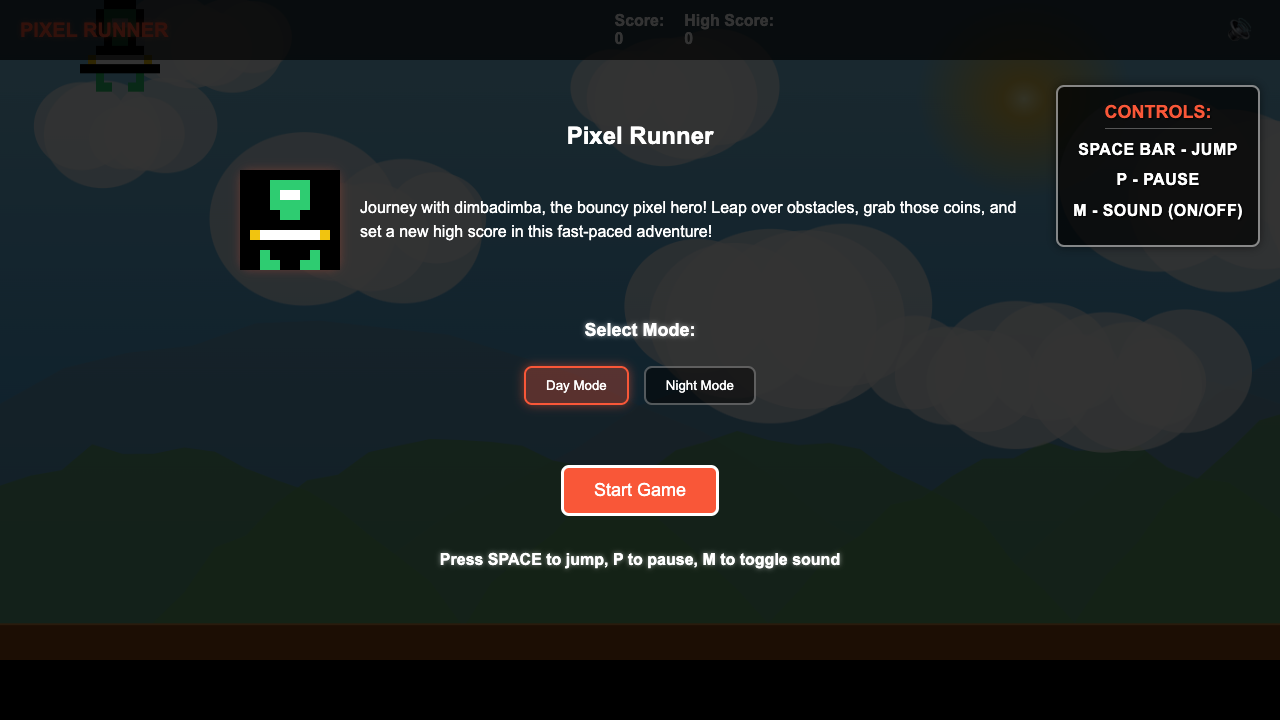 PIXEL RUNNER
Score:
0
High Score:
0
CONTROLS:
SPACE BAR - JUMP
P - PAUSE
M - SOUND (ON/OFF)
Pixel Runner
Journey with dimbadimba, the bouncy pixel hero! Leap over obstacles, grab those coins, and
set a new high score in this fast-paced adventure!
Select Mode:
Day Mode
Night Mode
Start Game
Press SPACE to jump, P to pause, M to toggle sound